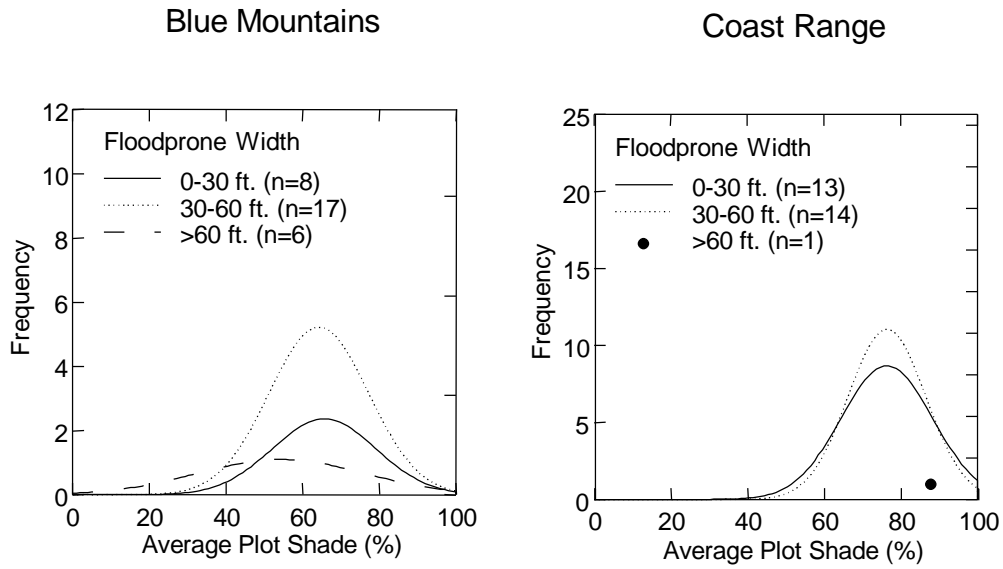 Blue Mountains
12
10
8
6
4
2
0
Frequency
Floodprone Width
0-30 ft. (n=8)
30-60 ft. (n=17)
>60 ft. (n=6)
0 20 40 60 80 100
Average Plot Shade (%)
Coast Range
25
20
15
10
5
0
Frequency
Floodprone Width
0-30 ft. (n=13)
30-60 ft. (n=14)
>60 ft. (n=1)
0 20 40 60 80 100
Average Plot Shade (%)